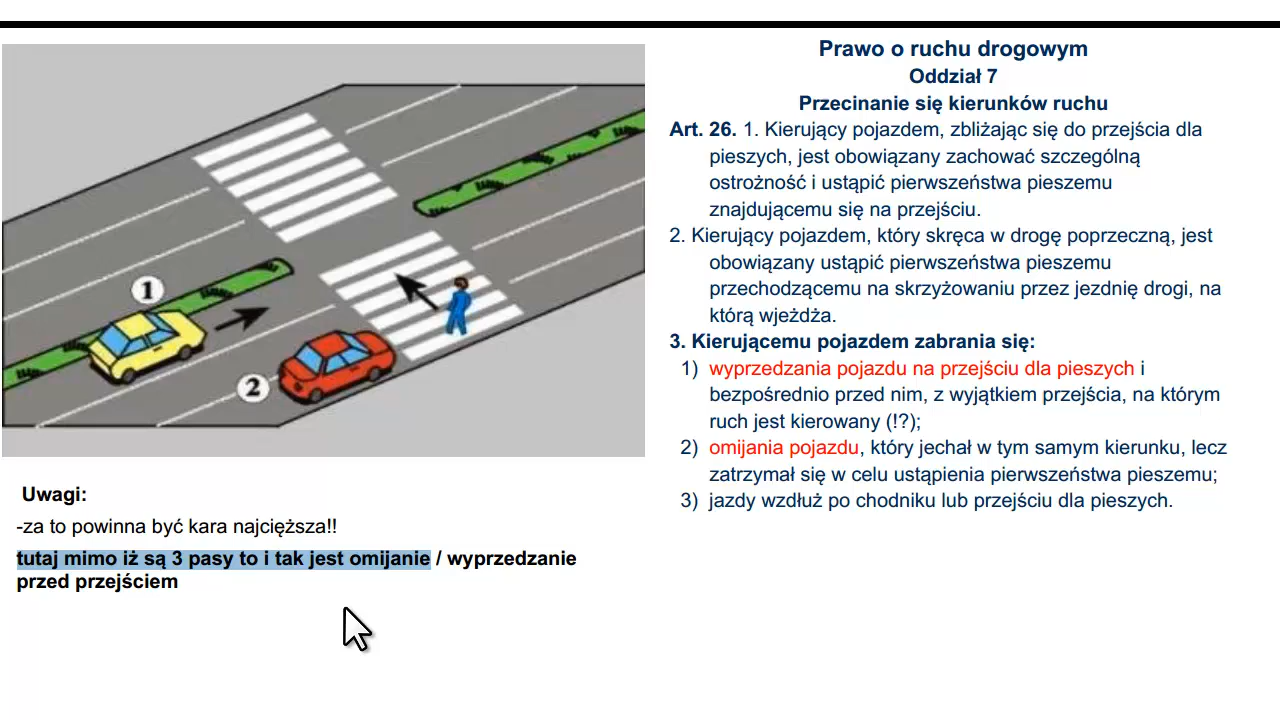 1
2
Uwagi:
-za to powinna być kara najcięższa!!
tutaj mimo iż są 3 pasy to i tak jest omijanie / wyprzedzanie
przed przejściem
Prawo o ruchu drogowym
Oddział 7
Przecinanie się kierunków ruchu
Art. 26. 1. Kierujący pojazdem, zbliżając się do przejścia dla
pieszych, jest obowiązany zachować szczególną
ostrożność i ustąpić pierwszeństwa pieszemu
znajdującemu się na przejściu.
2. Kierujący pojazdem, który skręca w drogę poprzeczną, jest
obowiązany ustąpić pierwszeństwa pieszemu
przechodzącemu na skrzyżowaniu przez jezdnię drogi, na
którą wjeżdża.
3. Kierującemu pojazdem zabrania się:
1) wyprzedzania pojazdu na przejściu dla pieszych i
bezpośrednio przed nim, z wyjątkiem przejścia, na którym
ruch jest kierowany (!?);
2) omijania pojazdu, który jechał w tym samym kierunku, lecz
zatrzymał się w celu ustąpienia pierwszeństwa pieszemu;
3) jazdy wzdłuż po chodniku lub przejściu dla pieszych.